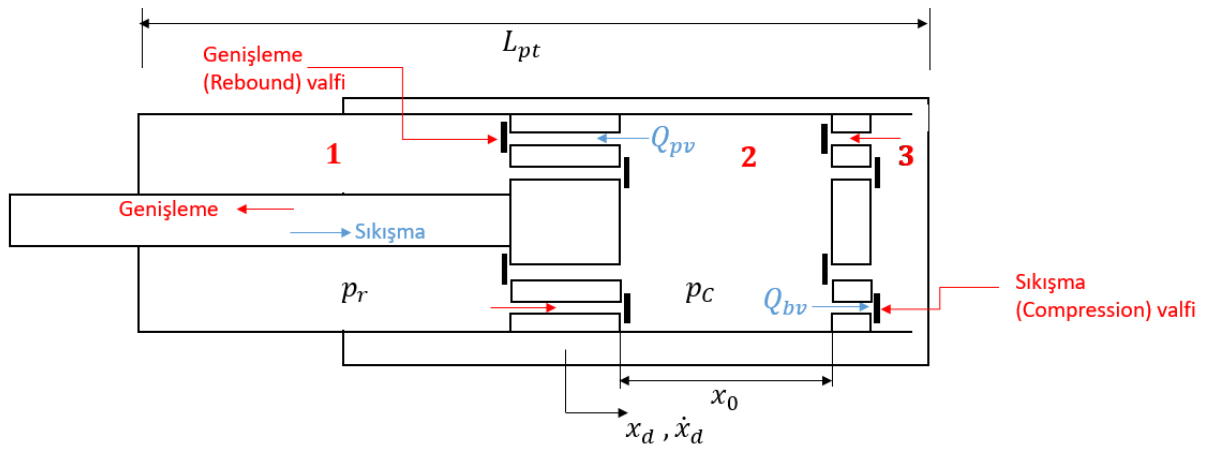 L_pt
Genişleme
(Rebound) valfi
1
Q_pv
2
3
Genişleme
Sıkışma
p_r
p_C
Q_bv
Sıkışma
(Compression) valfi
x_0
x_d , ẋ_d